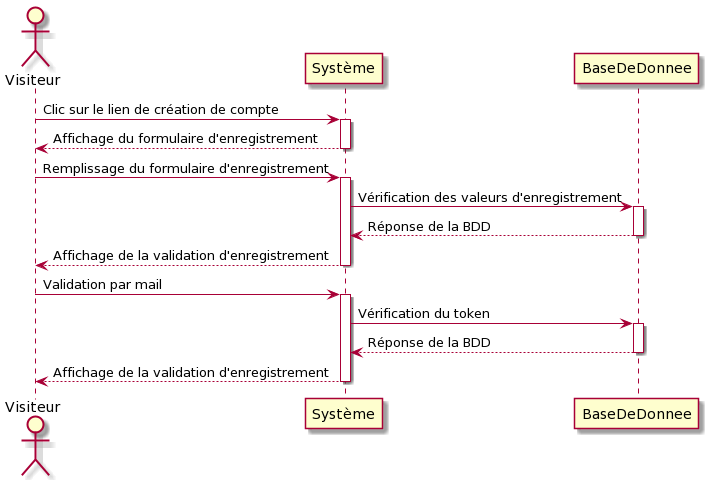 Visiteur
Système
BaseDeDonnee
Clic sur le lien de création de compte
Affichage du formulaire d'enregistrement
Remplissage du formulaire d'enregistrement
Vérification des valeurs d'enregistrement
Réponse de la BDD
Affichage de la validation d'enregistrement
Validation par mail
Vérification du token
Réponse de la BDD
Affichage de la validation d'enregistrement
Visiteur
Système
BaseDeDonnee